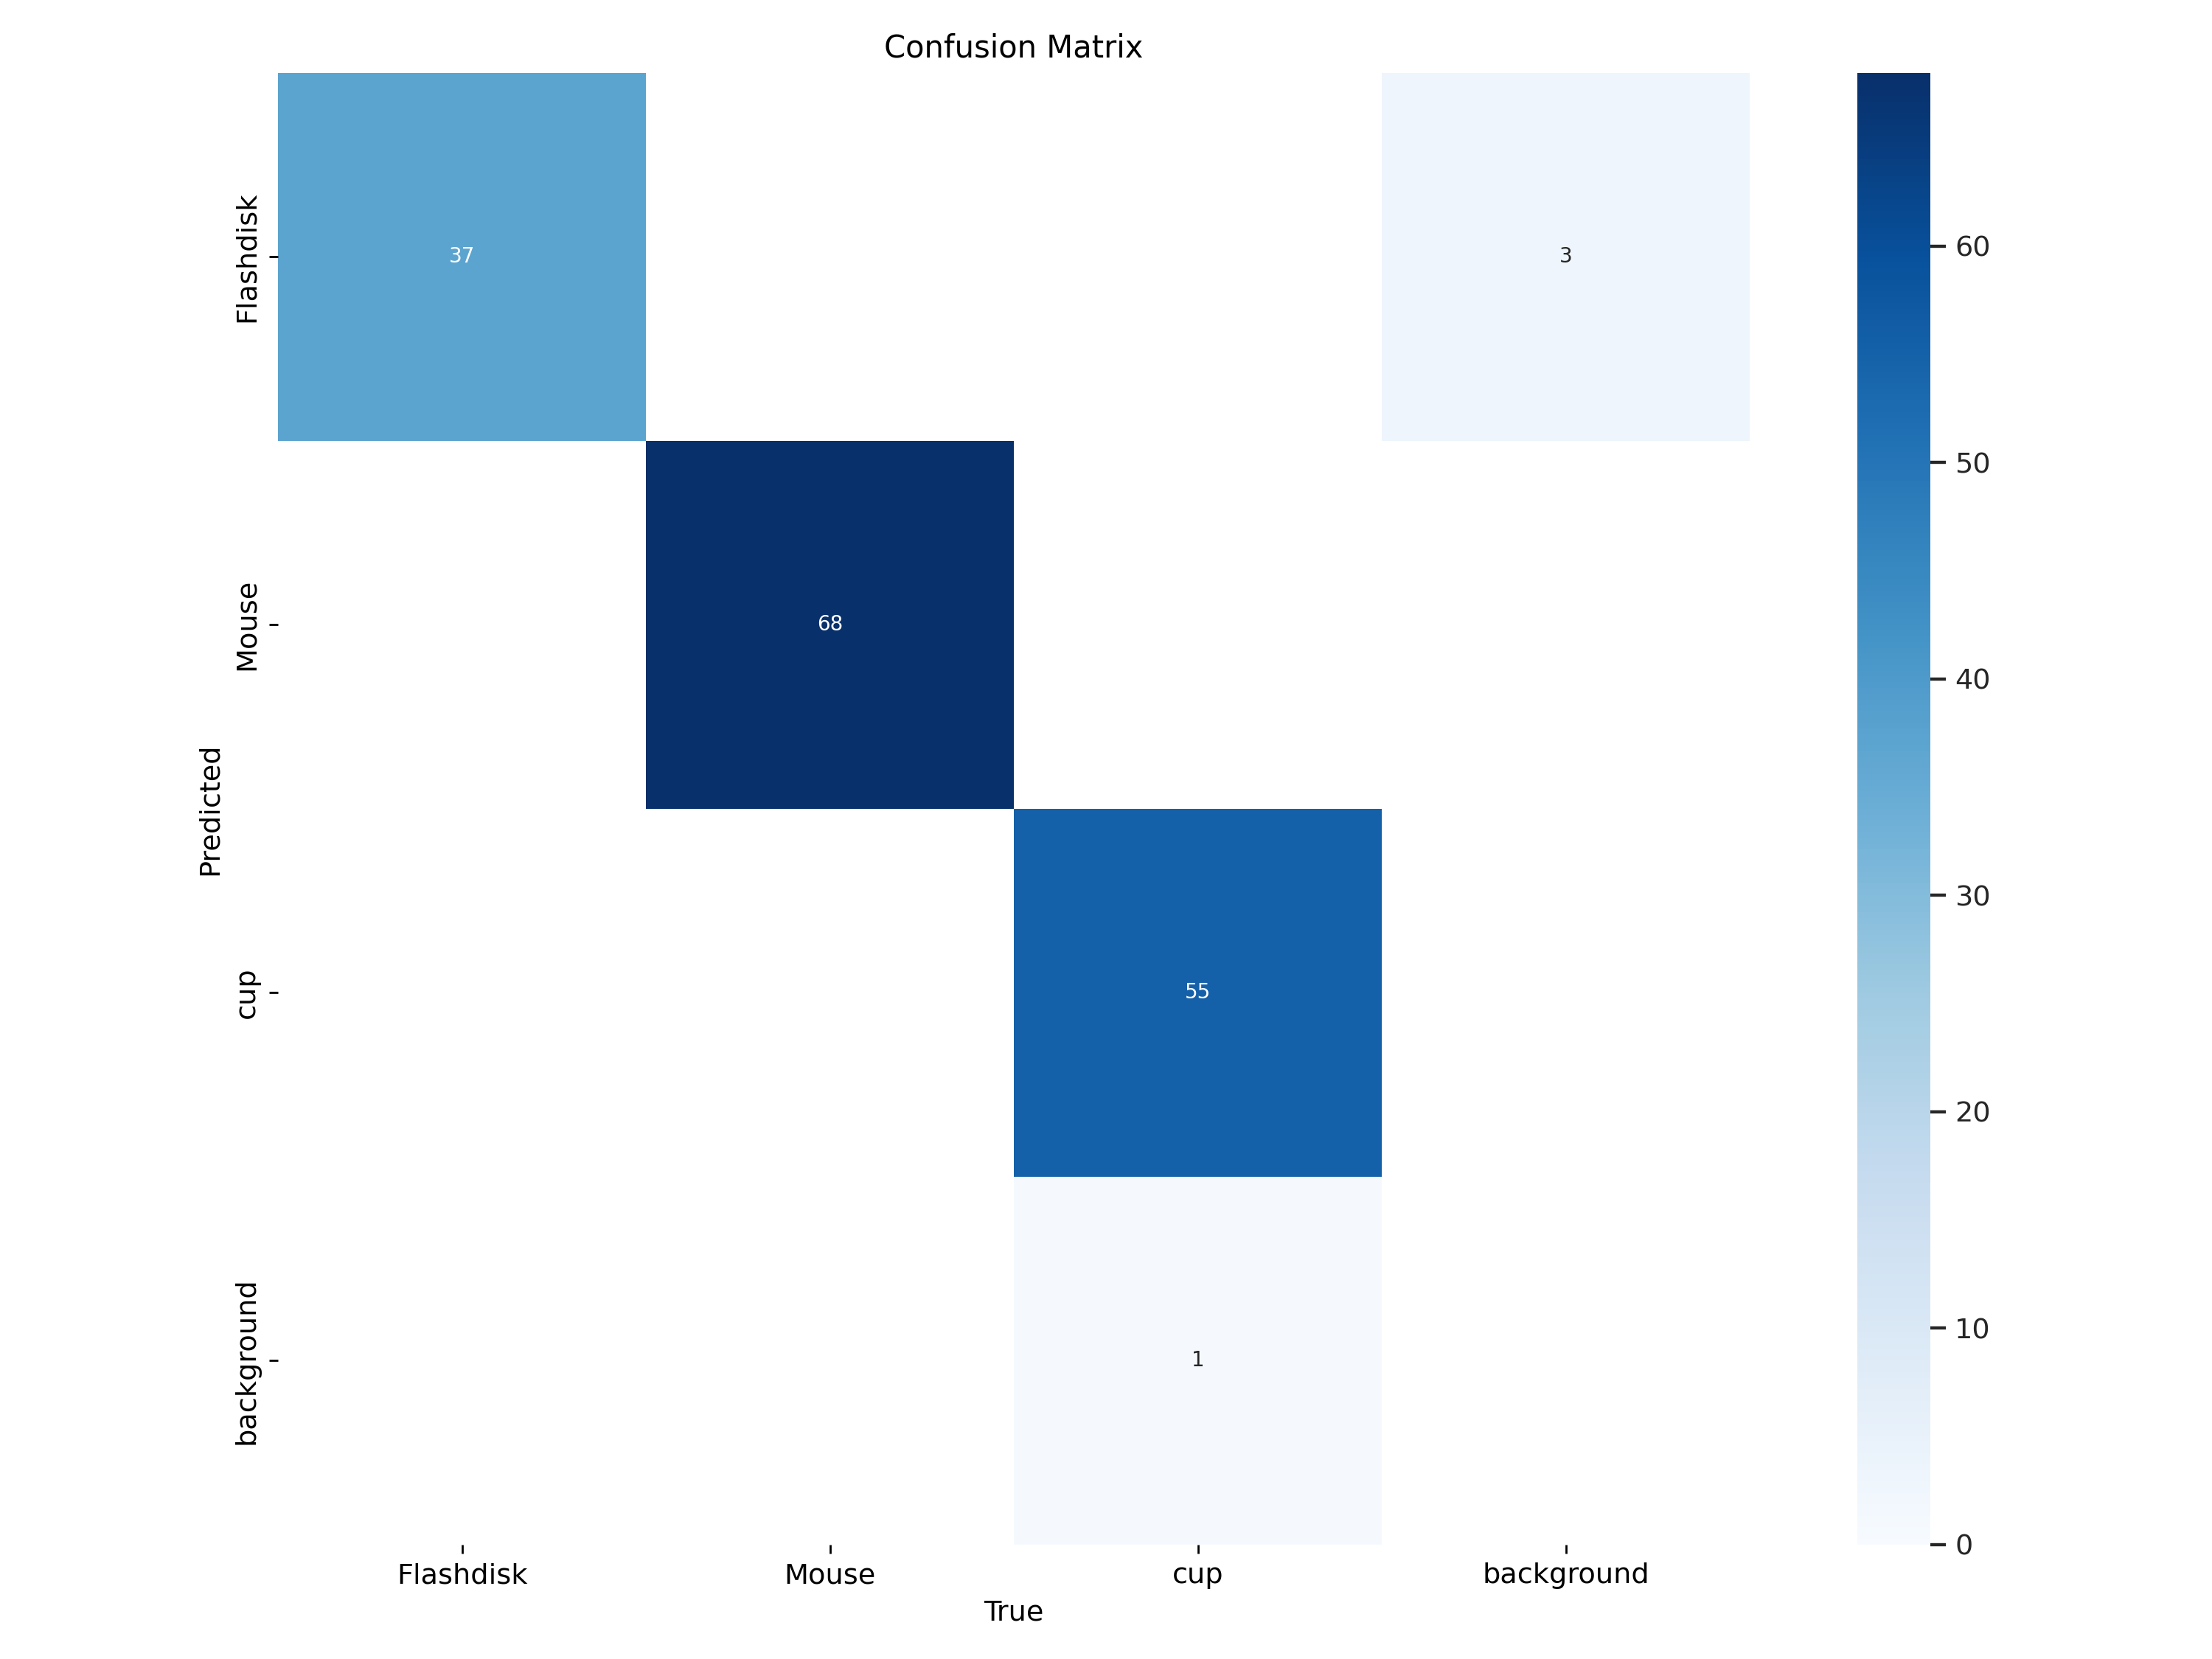 Confusion Matrix
Flashdisk
37
3
60
50
Mouse
68
40
Predicted
30
cup
55
20
background
1
10
0
Flashdisk
Mouse
cup
background
True